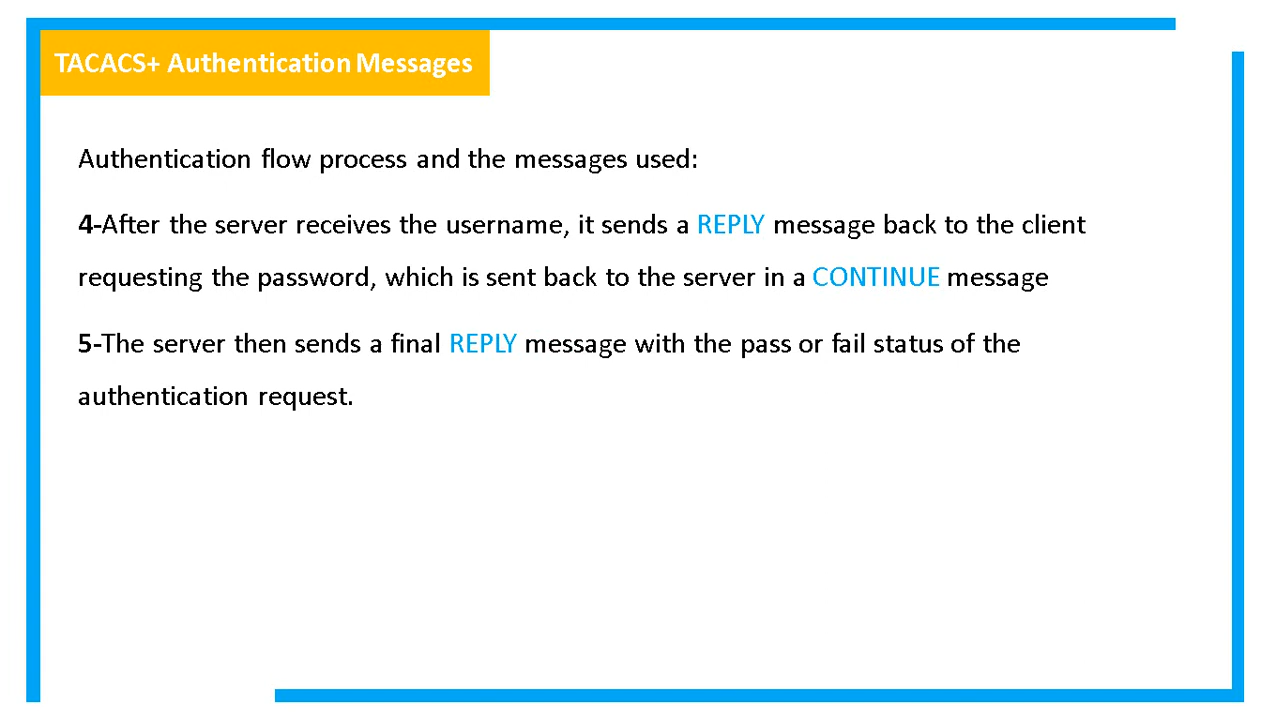 TACACS+ Authentication Messages
Authentication flow process and the messages used:
4-After the server receives the username, it sends a REPLY message back to the client
requesting the password, which is sent back to the server in a CONTINUE message
5-The server then sends a final REPLY message with the pass or fail status of the
authentication request.